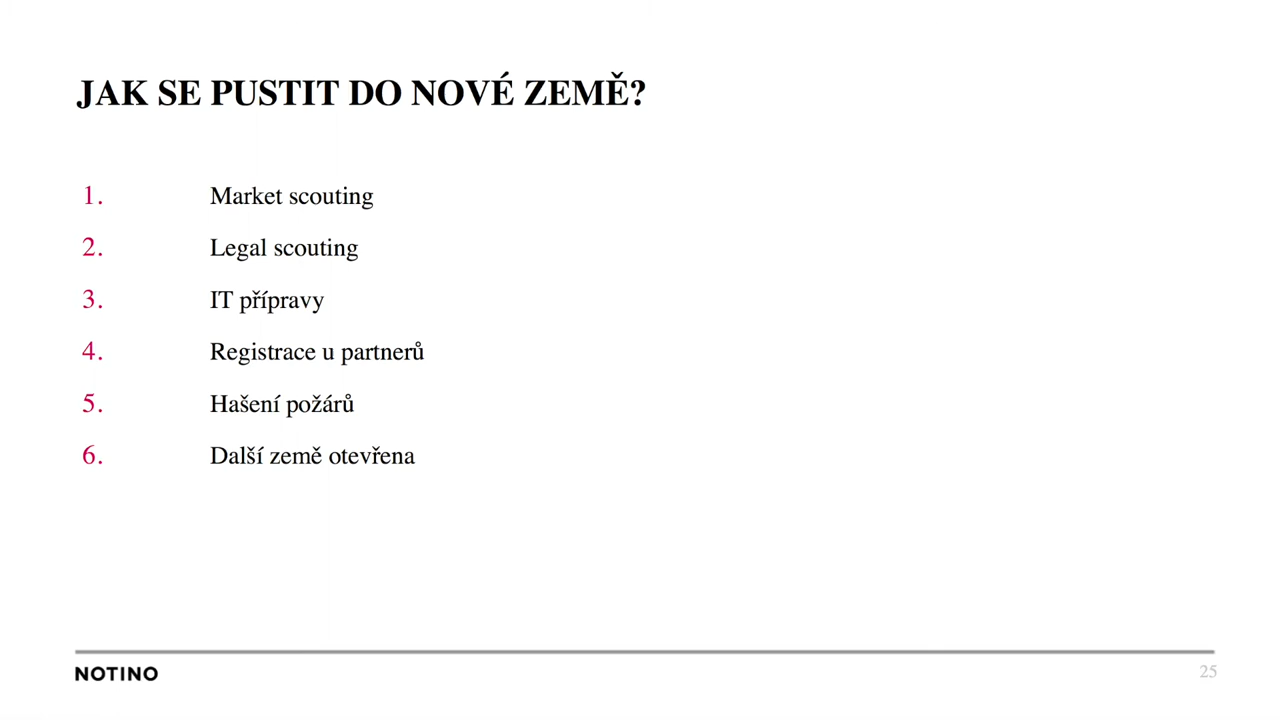 JAK SE PUSTIT DO NOVÉ ZEMĚ?
1. Market scouting
2. Legal scouting
3. IT přípravy
4. Registrace u partnerů
5. Hašení požárů
6. Další země otevřena
NOTINO
25